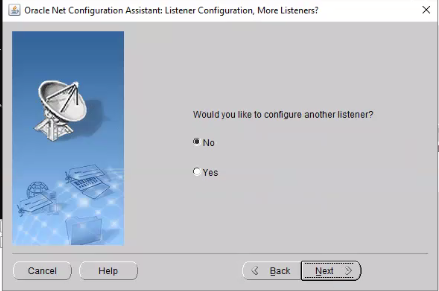 Oracle Net Configuration Assistant: Listener Configuration, More Listeners?
Would you like to configure another listener?
No
Yes
Cancel
Help
Back
Next